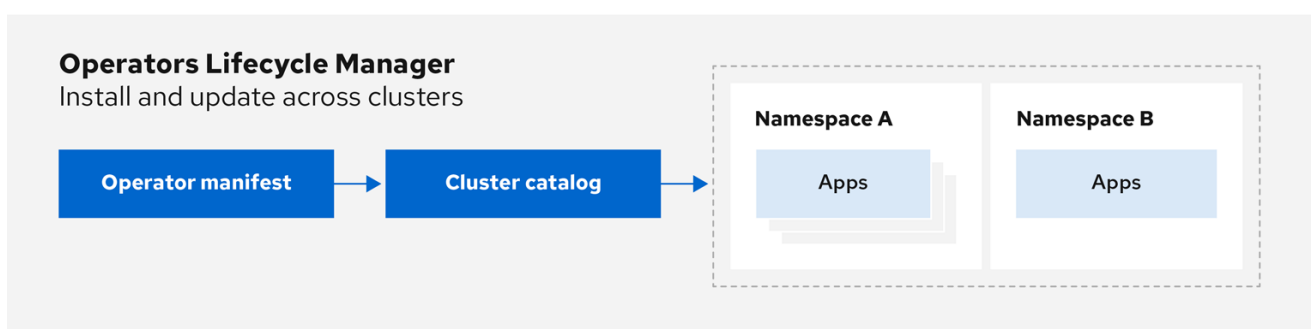 Operators Lifecycle Manager
Install and update across clusters
Operator manifest
Cluster catalog
Namespace A
Apps
Namespace B
Apps